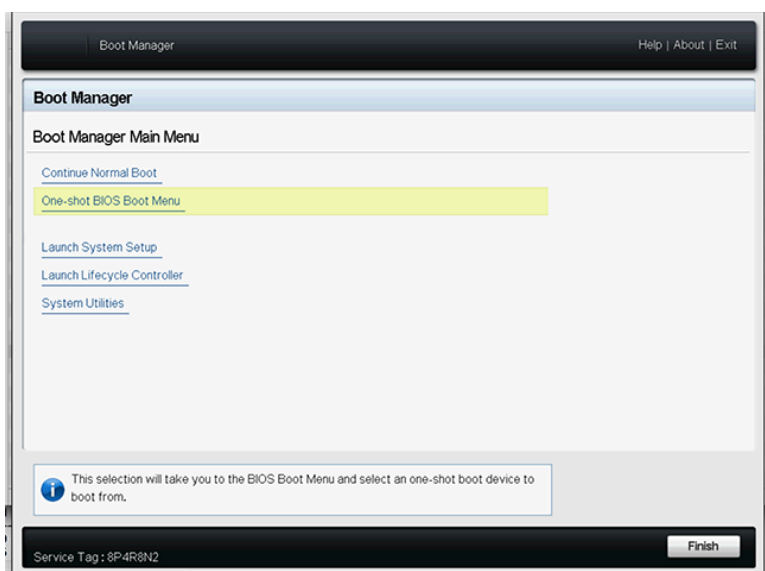 Boot Manager
Help | About | Exit
Boot Manager
Boot Manager Main Menu
Continue Normal Boot
One-shot BIOS Boot Menu
Launch System Setup
Launch Lifecycle Controller
System Utilities
This selection will take you to the BIOS Boot Menu and select an one-shot boot device to
boot from.
Service Tag : 8P4R8N2
Finish